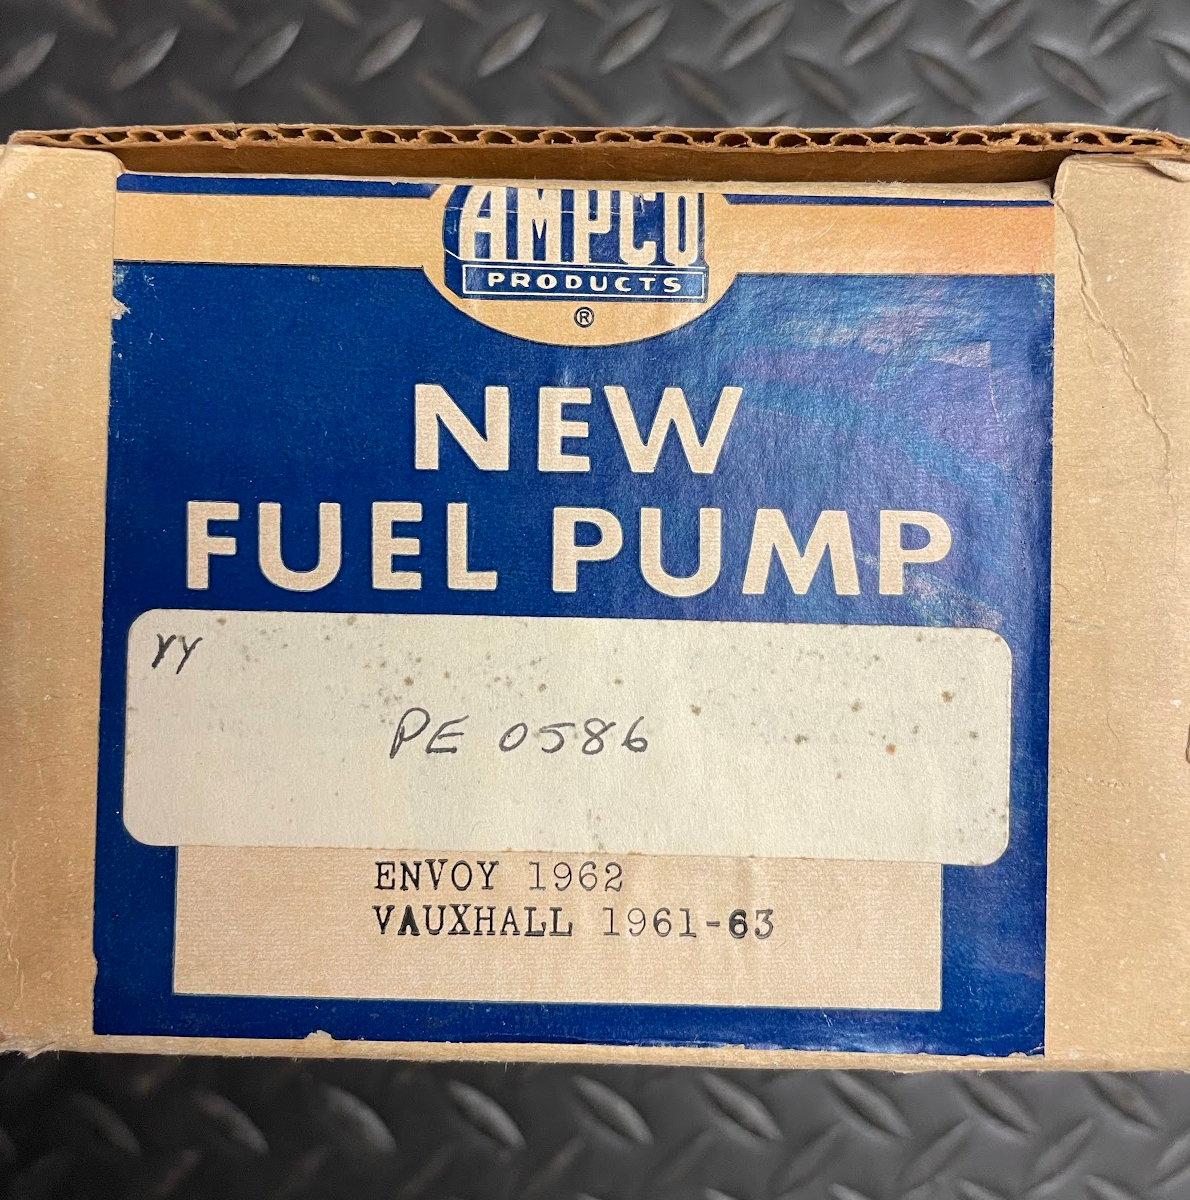 AMPCO
PRODUCTS
®
NEW
FUEL PUMP
YY
PE 0586
ENVOY 1962
VAUXHALL 1961-63